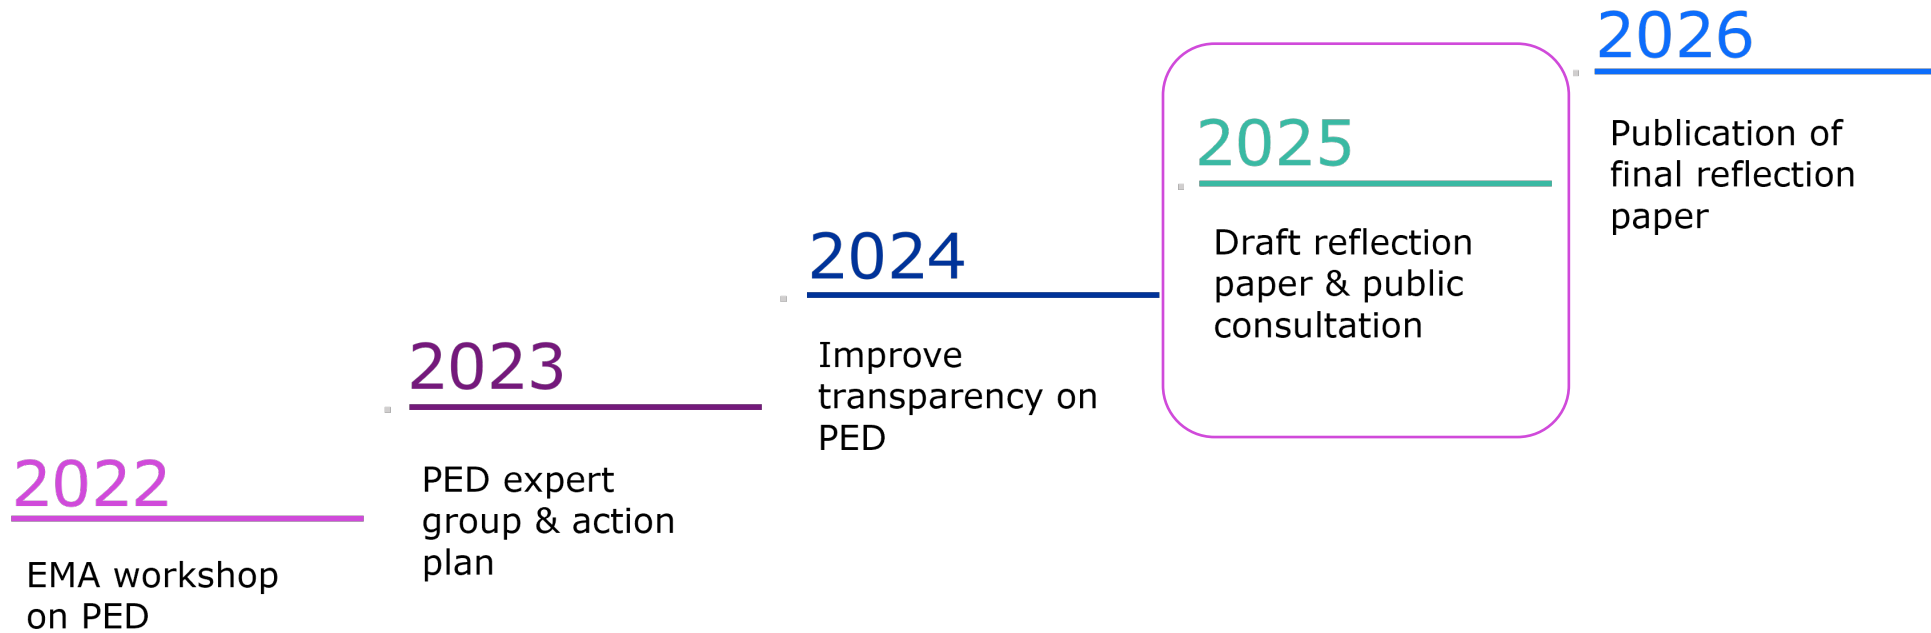 2022
EMA workshop
on PED
2023
PED expert
group & action
plan
2024
Improve
transparency on
PED
2025
Draft reflection
paper & public
consultation
2026
Publication of
final reflection
paper